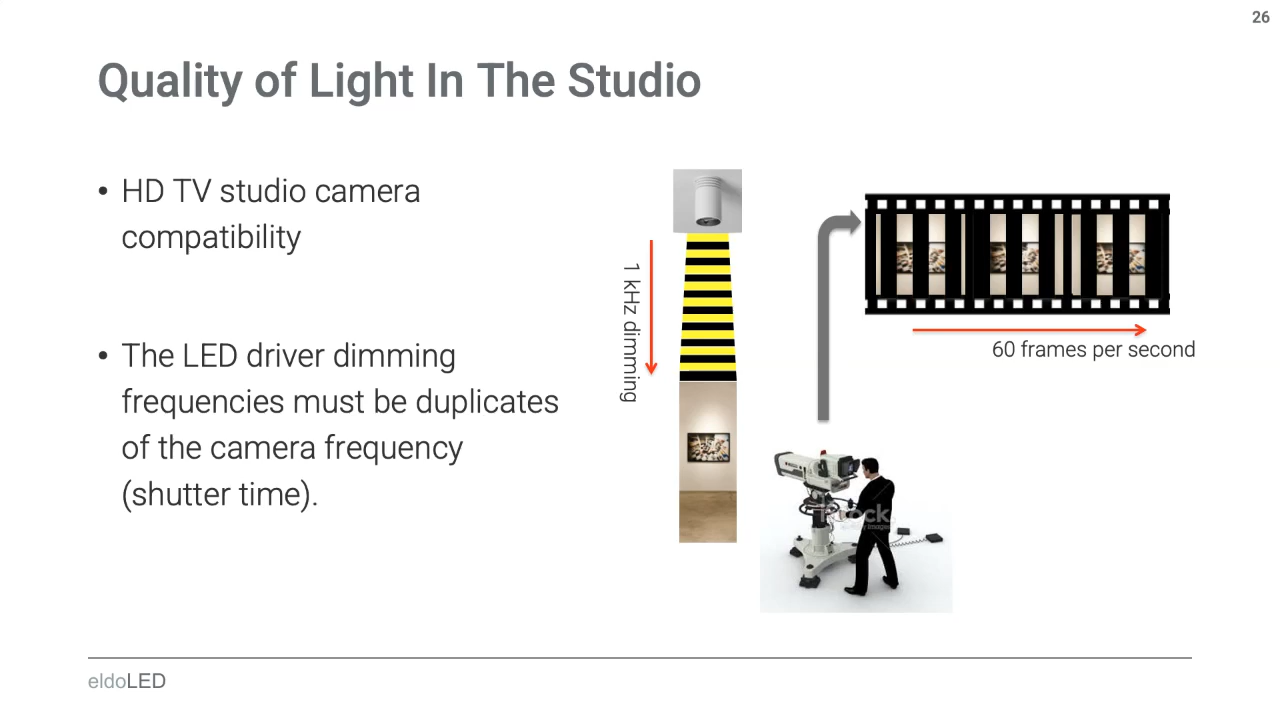 26
Quality of Light In The Studio
• HD TV studio camera
compatibility
• The LED driver dimming
frequencies must be duplicates
of the camera frequency
(shutter time).
1 kHz dimming
60 frames per second
eldoLED